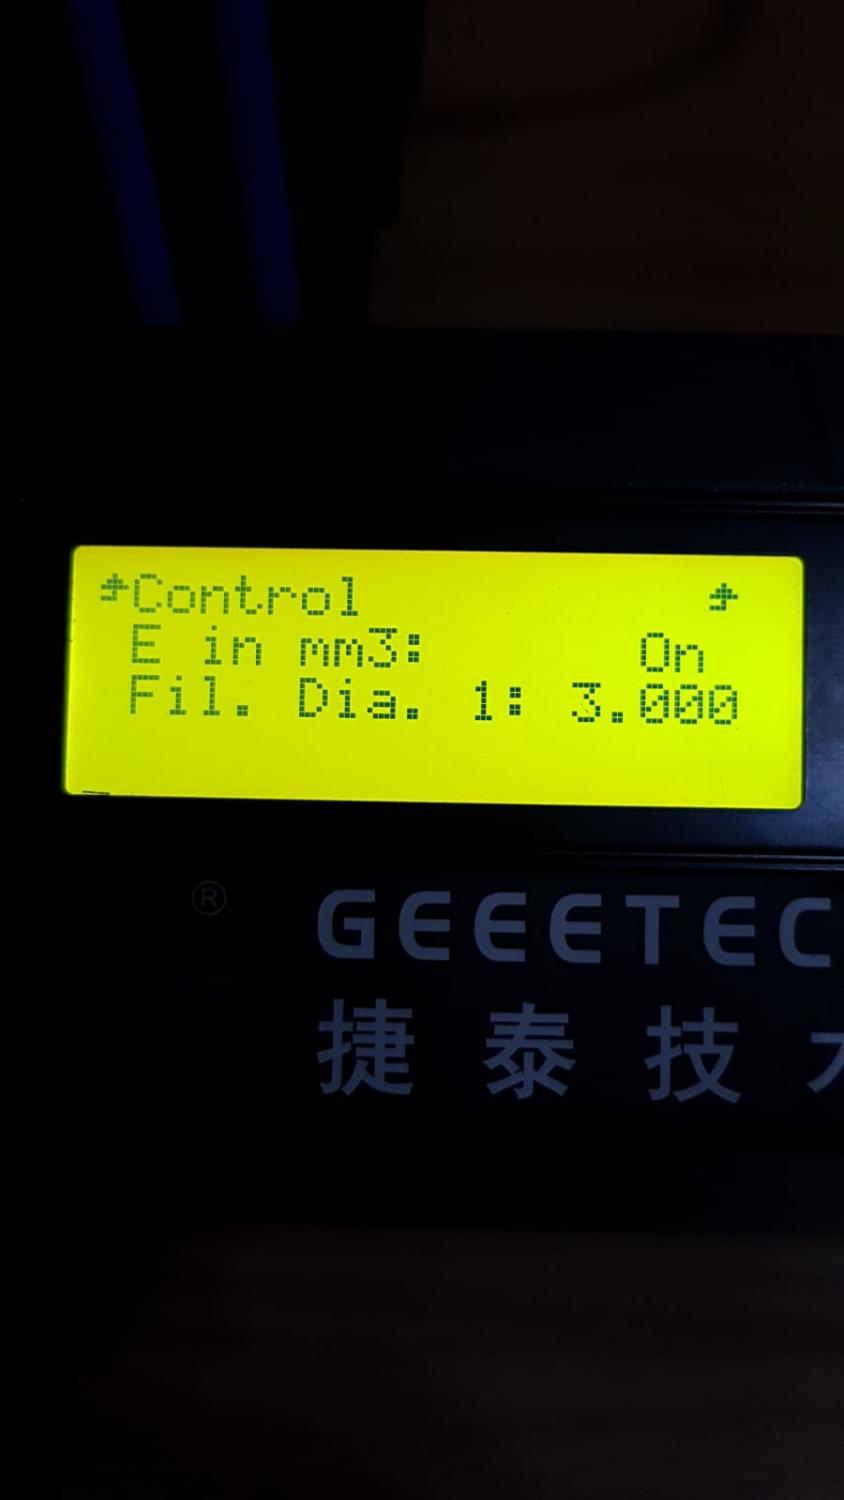 Control
E in mm3: On
Fil. Dia. 1: 3.000
®
GEEETEC
捷泰技